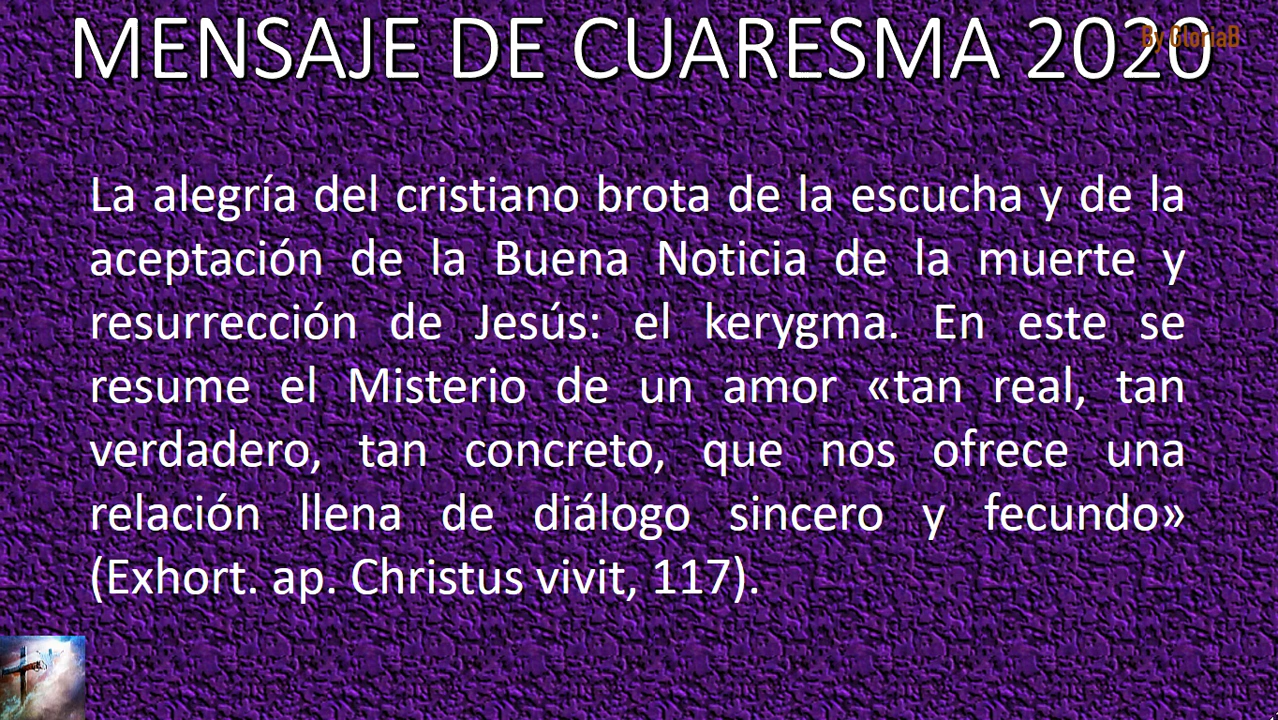 MENSAJE DE CUARESMA 2020
By GloriaB
La alegría del cristiano brota de la escucha y de la
aceptación de la Buena Noticia de la muerte y
resurrección de Jesús: el kerygma. En este se
resume el Misterio de un amor «tan real, tan
verdadero, tan concreto, que nos ofrece una
relación llena de diálogo sincero y fecundo»
(Exhort. ap. Christus vivit, 117).